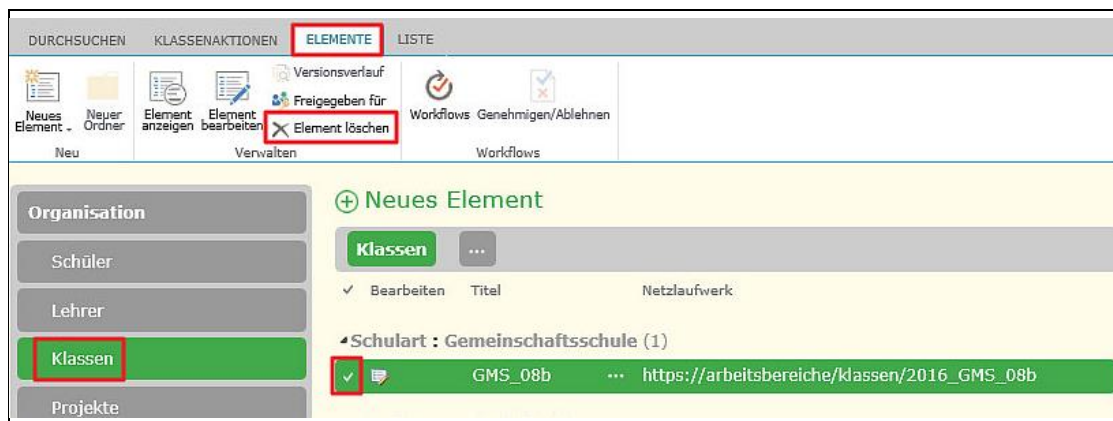 DURCHSUCHEN KLASSENAKTIONEN ELEMENTE LISTE
Neues Element
Neuer Ordner
Element anzeigen
Element bearbeiten
Versionsverlauf
Freigegeben für
Element löschen
Workflows
Genehmigen/Ablehnen
Neu Verwalten Workflows
Organisation
Schüler
Lehrer
Klassen
Projekte
Neues Element
Klassen ...
Bearbeiten Titel Netzlaufwerk
Schulart : Gemeinschaftsschule (1)
GMS_08b ... https://arbeitsbereiche/klassen/2016_GMS_08b